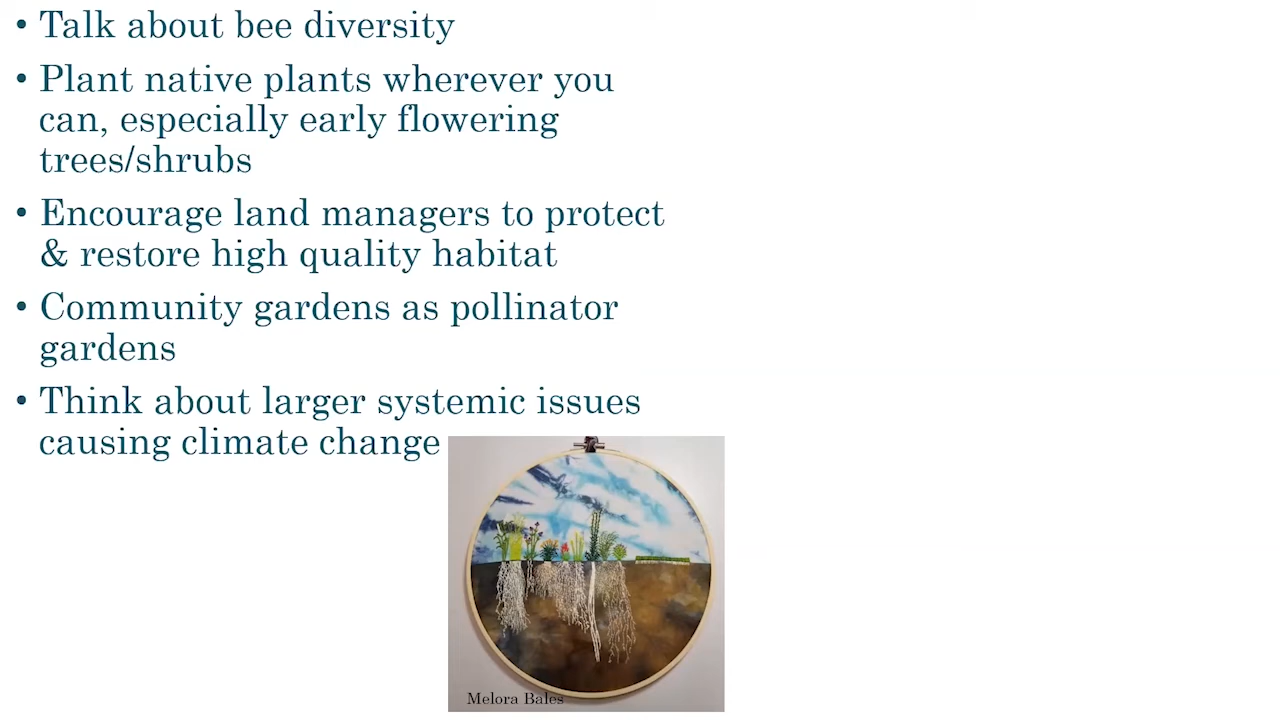 • Talk about bee diversity
• Plant native plants wherever you
can, especially early flowering
trees/shrubs
• Encourage land managers to protect
& restore high quality habitat
• Community gardens as pollinator
gardens
• Think about larger systemic issues
causing climate change
Melora Bales